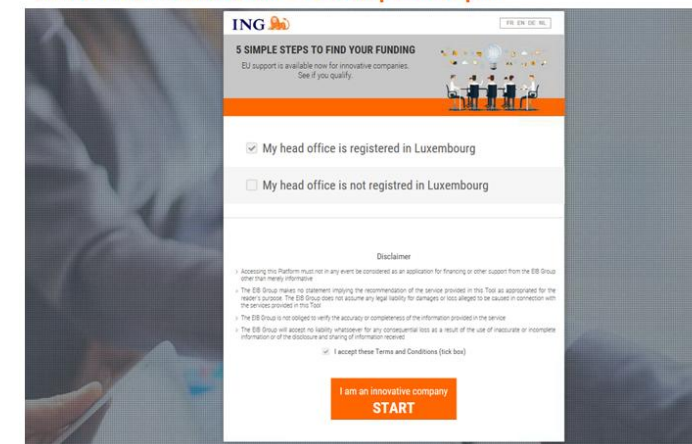 ING
FR EN DE NL
5 SIMPLE STEPS TO FIND YOUR FUNDING
EU support is available now for innovative companies.
See if you qualify.
My head office is registered in Luxembourg
My head office is not registred in Luxembourg
Disclaimer
> Accessing this Platform must not in any event be considered as an application for financing or other support from the EIB Group
other than merely informative
> The EIB Group makes no statement implying the recommendation of the service provided in this Tool as appropriated for the
reader's purpose. The EIB Group does not assume any legal liability for damages or loss alleged to be caused in connection with
the services provided in this Tool
> The EIB Group is not obliged to verify the accuracy or completeness of the information provided in the service
> The EIB Group will accept no liability whatsoever for any consequential loss as a result of the use of inaccurate or incomplete
information or of the disclosure and sharing of information received
I accept these Terms and Conditions (tick box)
I am an innovative company
START